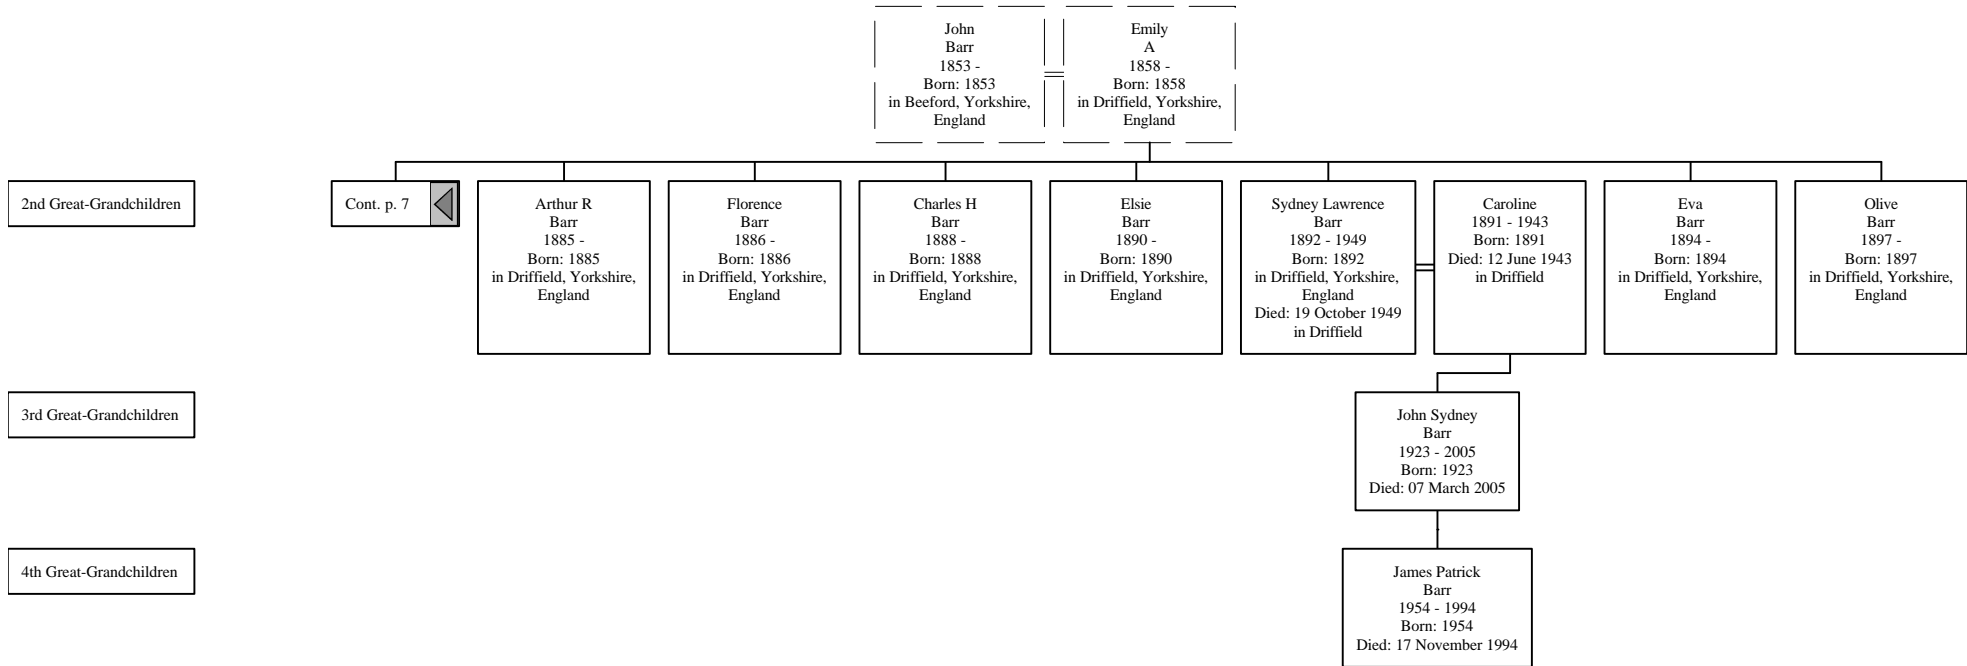 John
Barr
1853 -
Born: 1853
in Beeford, Yorkshire,
England
Emily
A
1858 -
Born: 1858
in Driffield, Yorkshire,
England
2nd Great-Grandchildren
Cont. p. 7
Arthur R
Barr
1885 -
Born: 1885
in Driffield, Yorkshire,
England
Florence
Barr
1886 -
Born: 1886
in Driffield, Yorkshire,
England
Charles H
Barr
1888 -
Born: 1888
in Driffield, Yorkshire,
England
Elsie
Barr
1890 -
Born: 1890
in Driffield, Yorkshire,
England
Sydney Lawrence
Barr
1892 - 1949
Born: 1892
in Driffield, Yorkshire,
England
Died: 19 October 1949
in Driffield
Caroline
1891 - 1943
Born: 1891
Died: 12 June 1943
in Driffield
Eva
Barr
1894 -
Born: 1894
in Driffield, Yorkshire,
England
Olive
Barr
1897 -
Born: 1897
in Driffield, Yorkshire,
England
3rd Great-Grandchildren
John Sydney
Barr
1923 - 2005
Born: 1923
Died: 07 March 2005
4th Great-Grandchildren
James Patrick
Barr
1954 - 1994
Born: 1954
Died: 17 November 1994